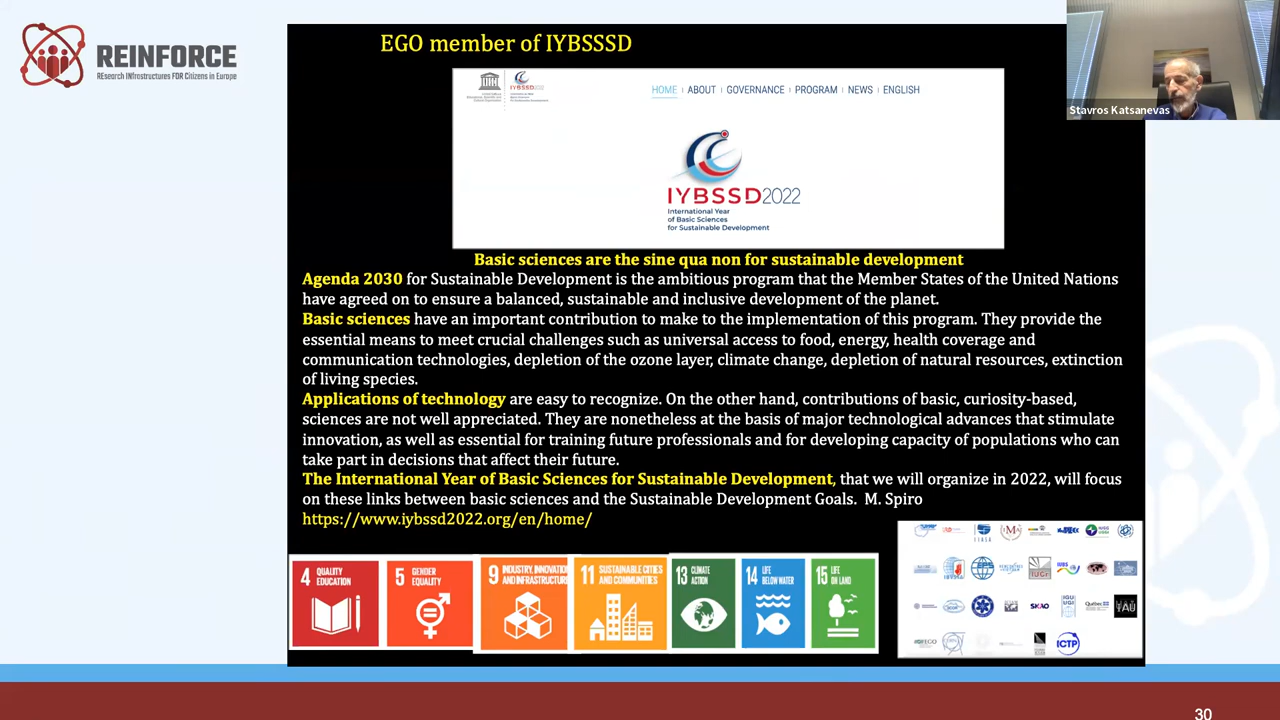 REINFORCE
REsearch INfrastructures FOR Citizens in Europe
EGO member of IYBSSSD
Stavros Katsanevas
IYBSSD
HOME ABOUT GOVERNANCE PROGRAM NEWS ENGLISH
IYBSSD2022
International Year
of Basic Sciences
for Sustainable Development
Basic sciences are the sine qua non for sustainable development
Agenda 2030 for Sustainable Development is the ambitious program that the Member States of the United Nations
have agreed on to ensure a balanced, sustainable and inclusive development of the planet.
Basic sciences have an important contribution to make to the implementation of this program. They provide the
essential means to meet crucial challenges such as universal access to food, energy, health coverage and
communication technologies, depletion of the ozone layer, climate change, depletion of natural resources, extinction
of living species.
Applications of technology are easy to recognize. On the other hand, contributions of basic, curiosity-based,
sciences are not well appreciated. They are nonetheless at the basis of major technological advances that stimulate
innovation, as well as essential for training future professionals and for developing capacity of populations who can
take part in decisions that affect their future.
The International Year of Basic Sciences for Sustainable Development, that we will organize in 2022, will focus
on these links between basic sciences and the Sustainable Development Goals. M. Spiro
https://www.iybssd2022.org/en/home/
4 QUALITY
EDUCATION
5 GENDER
EQUALITY
9 INDUSTRY, INNOVATION
AND INFRASTRUCTURE
11 SUSTAINABLE CITIES
AND COMMUNITIES
13 CLIMATE
ACTION
14 LIFE
BELOW WATER
15 LIFE
ON LAND
IUGr
SKAO
IGU
UGI
Québec
IAU
EGO
ICTP
30